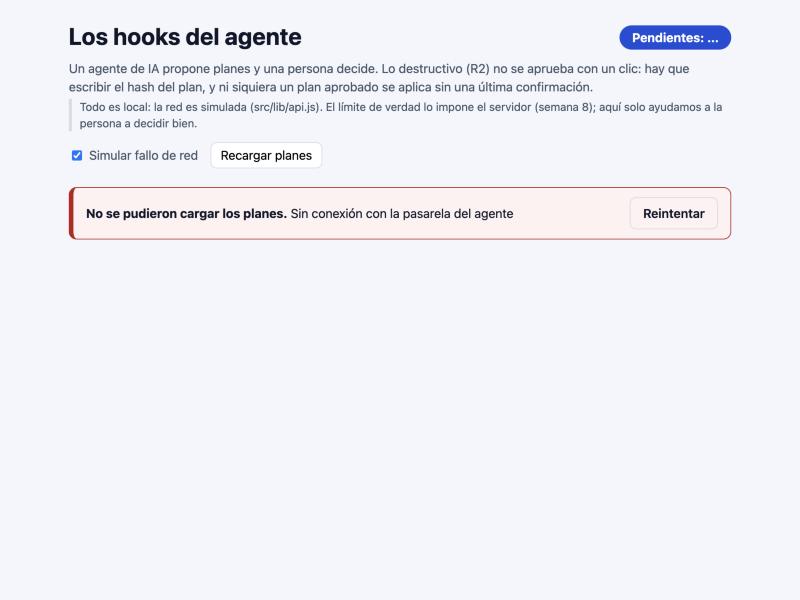 Los hooks del agente
Pendientes: ...
Un agente de IA propone planes y una persona decide. Lo destructivo (R2) no se aprueba con un clic: hay que
escribir el hash del plan, y ni siquiera un plan aprobado se aplica sin una última confirmación.
Todo es local: la red es simulada (src/lib/api.js). El límite de verdad lo impone el servidor (semana 8); aquí solo ayudamos a la
persona a decidir bien.
Simular fallo de red
Recargar planes
No se pudieron cargar los planes. Sin conexión con la pasarela del agente
Reintentar